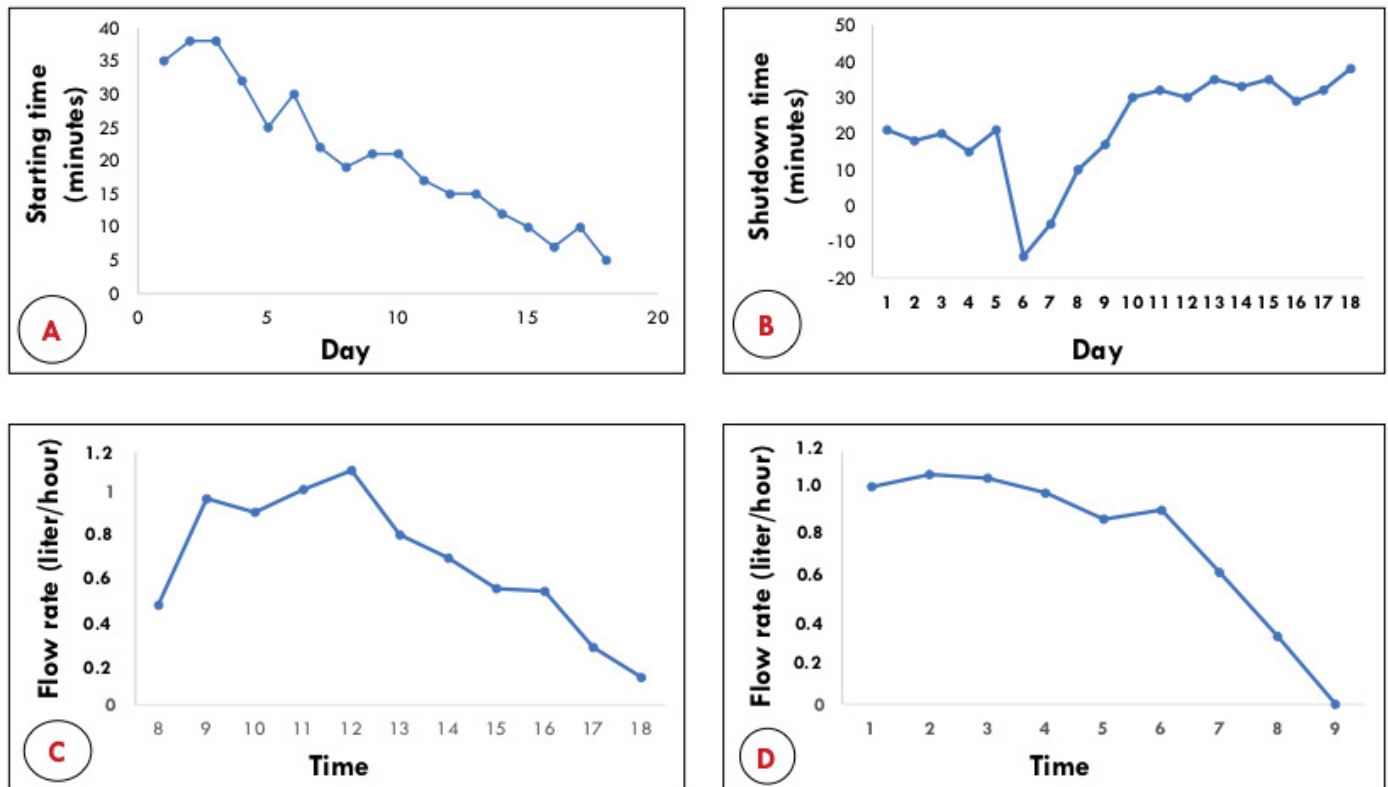 40
35
30
25
20
15
10
5
0
Starting time
(minutes)
0 5 10 15 20
Day
A
50
40
30
20
10
0
-10
-20
Shutdown time
(minutes)
1 2 3 4 5 6 7 8 9 10 11 12 13 14 15 16 17 18
Day
B
1.2
1
0.8
0.6
0.4
0.2
0
Flow rate (liter/hour)
8 9 10 11 12 13 14 15 16 17 18
Time
C
1.2
1.0
0.8
0.6
0.4
0.2
0
Flow rate (liter/hour)
1 2 3 4 5 6 7 8 9
Time
D